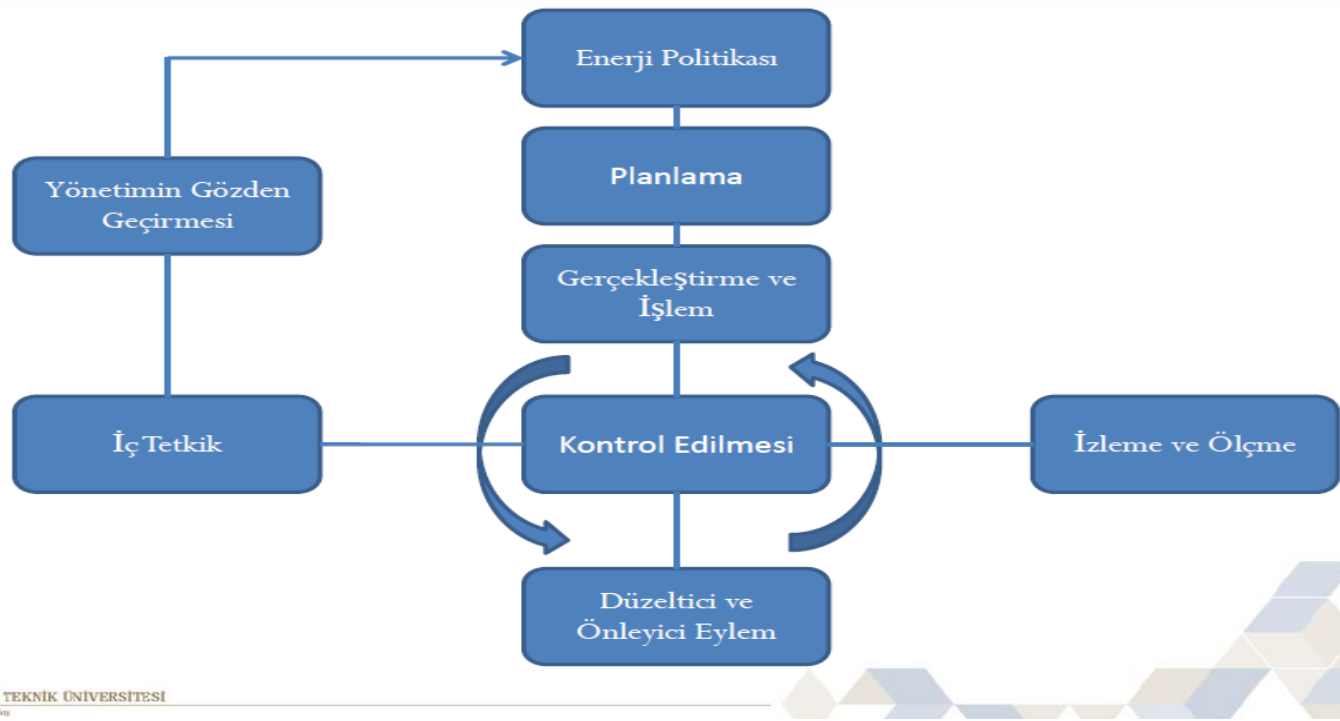 Enerji Politikası
Planlama
Yönetimin Gözden
Geçirmesi
Gerçekleştirme ve
İşlem
İç Tetkik
Kontrol Edilmesi
İzleme ve Ölçme
Düzeltici ve
Önleyici Eylem
TEKNİK ÜNİVERSİTESİ